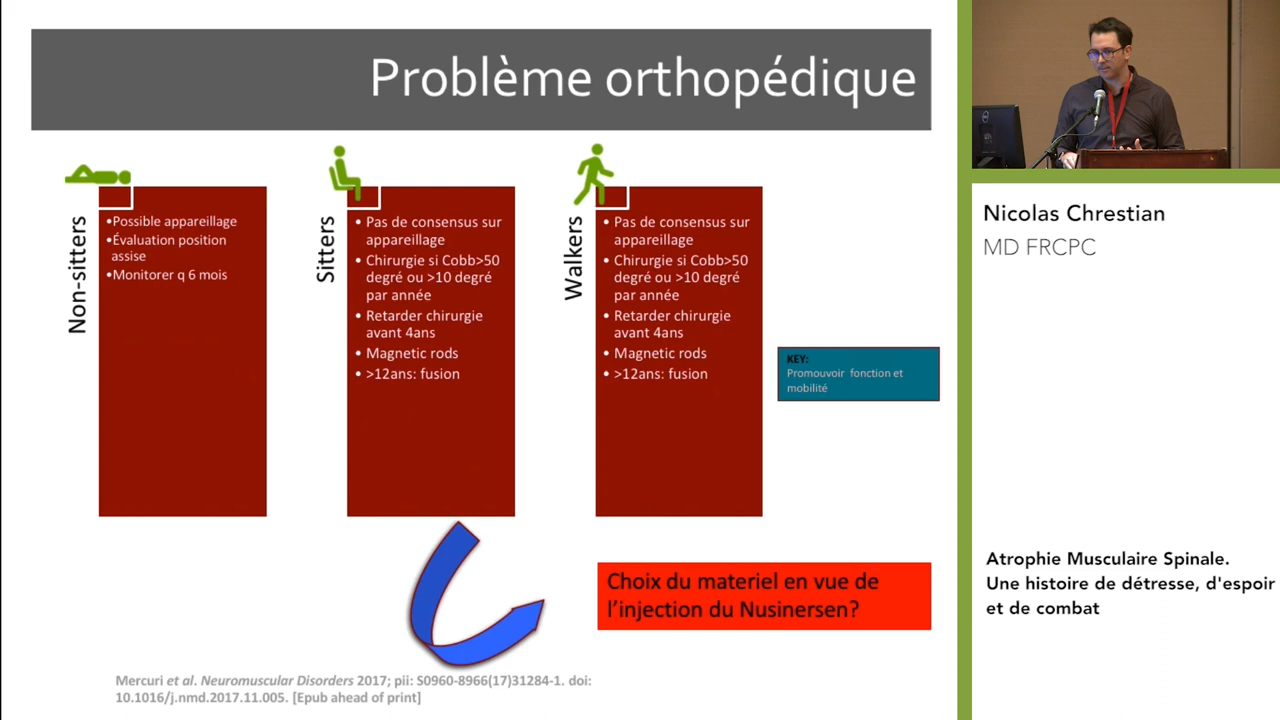 Problème orthopédique
Non-sitters
•Possible appareillage
•Évaluation position
assise
•Monitorer q 6 mois
Sitters
• Pas de consensus sur
appareillage
• Chirurgie si Cobb>50
degré ou >10 degré
par année
• Retarder chirurgie
avant 4ans
• Magnetic rods
• >12ans: fusion
Walkers
• Pas de consensus sur
appareillage
• Chirurgie si Cobb>50
degré ou >10 degré
par année
• Retarder chirurgie
avant 4ans
• Magnetic rods
• >12ans: fusion
KEY:
Promouvoir fonction et
mobilité
Choix du materiel en vue de
l’injection du Nusinersen?
Mercuri et al. Neuromuscular Disorders 2017; pii: S0960-8966(17)31284-1. doi:
10.1016/j.nmd.2017.11.005. [Epub ahead of print]
Nicolas Chrestian
MD FRCPC
Atrophie Musculaire Spinale.
Une histoire de détresse, d'espoir
et de combat